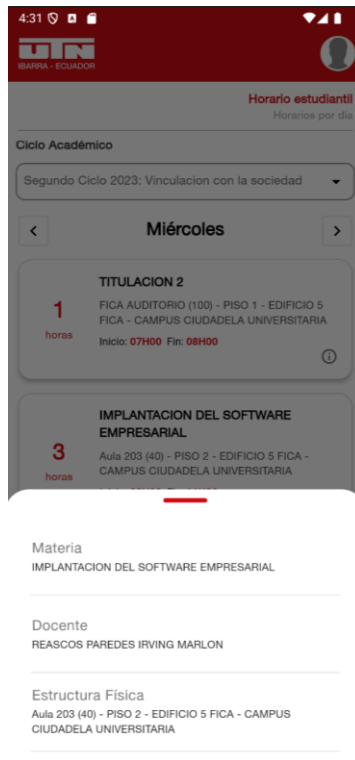 4:31
UTN
IBARRA - ECUADOR
Horario estudiantil
Horarios por día
Ciclo Académico
Segundo Ciclo 2023: Vinculacion con la sociedad
Miércoles
TITULACION 2
1
horas
FICA AUDITORIO (100) - PISO 1 - EDIFICIO 5
FICA - CAMPUS CIUDADELA UNIVERSITARIA
Inicio: 07H00 Fin: 08H00
IMPLANTACION DEL SOFTWARE
EMPRESARIAL
3
horas
Aula 203 (40) - PISO 2 - EDIFICIO 5 FICA -
CAMPUS CIUDADELA UNIVERSITARIA
Materia
IMPLANTACION DEL SOFTWARE EMPRESARIAL
Docente
REASCOS PAREDES IRVING MARLON
Estructura Física
Aula 203 (40) - PISO 2 - EDIFICIO 5 FICA - CAMPUS
CIUDADELA UNIVERSITARIA